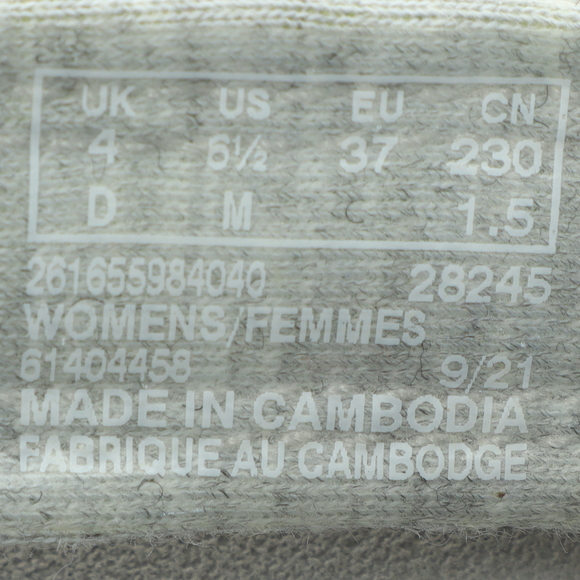 UK US EU CN
4 6½ 37 230
D M 1.5
261655984040 28245
WOMENS/FEMMES
61404458 9/21
MADE IN CAMBODIA
FABRIQUE AU CAMBODGE